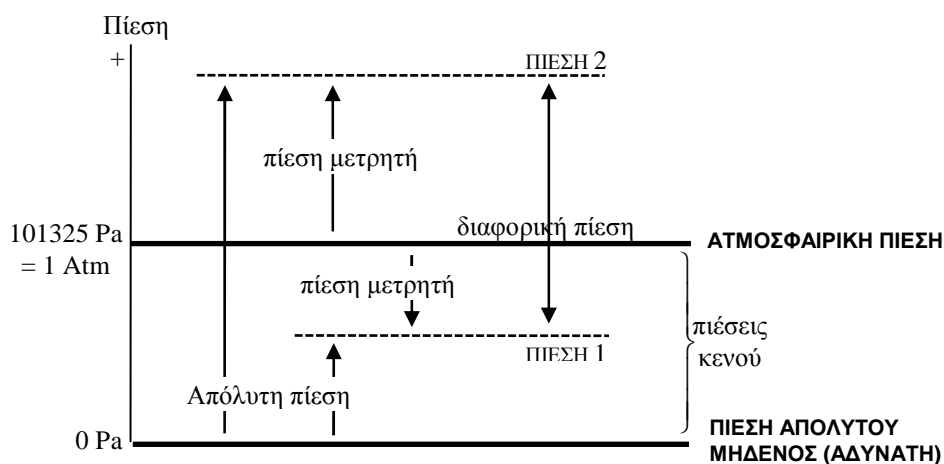 Πίεση
+
ΠΙΕΣΗ 2
πίεση μετρητή
101325 Pa
= 1 Atm
διαφορική πίεση
ΑΤΜΟΣΦΑΙΡΙΚΗ ΠΙΕΣΗ
πίεση μετρητή
πιέσεις
κενού
ΠΙΕΣΗ 1
Απόλυτη πίεση
0 Pa
ΠΙΕΣΗ ΑΠΟΛΥΤΟΥ
ΜΗΔΕΝΟΣ (ΑΔΥΝΑΤΗ)